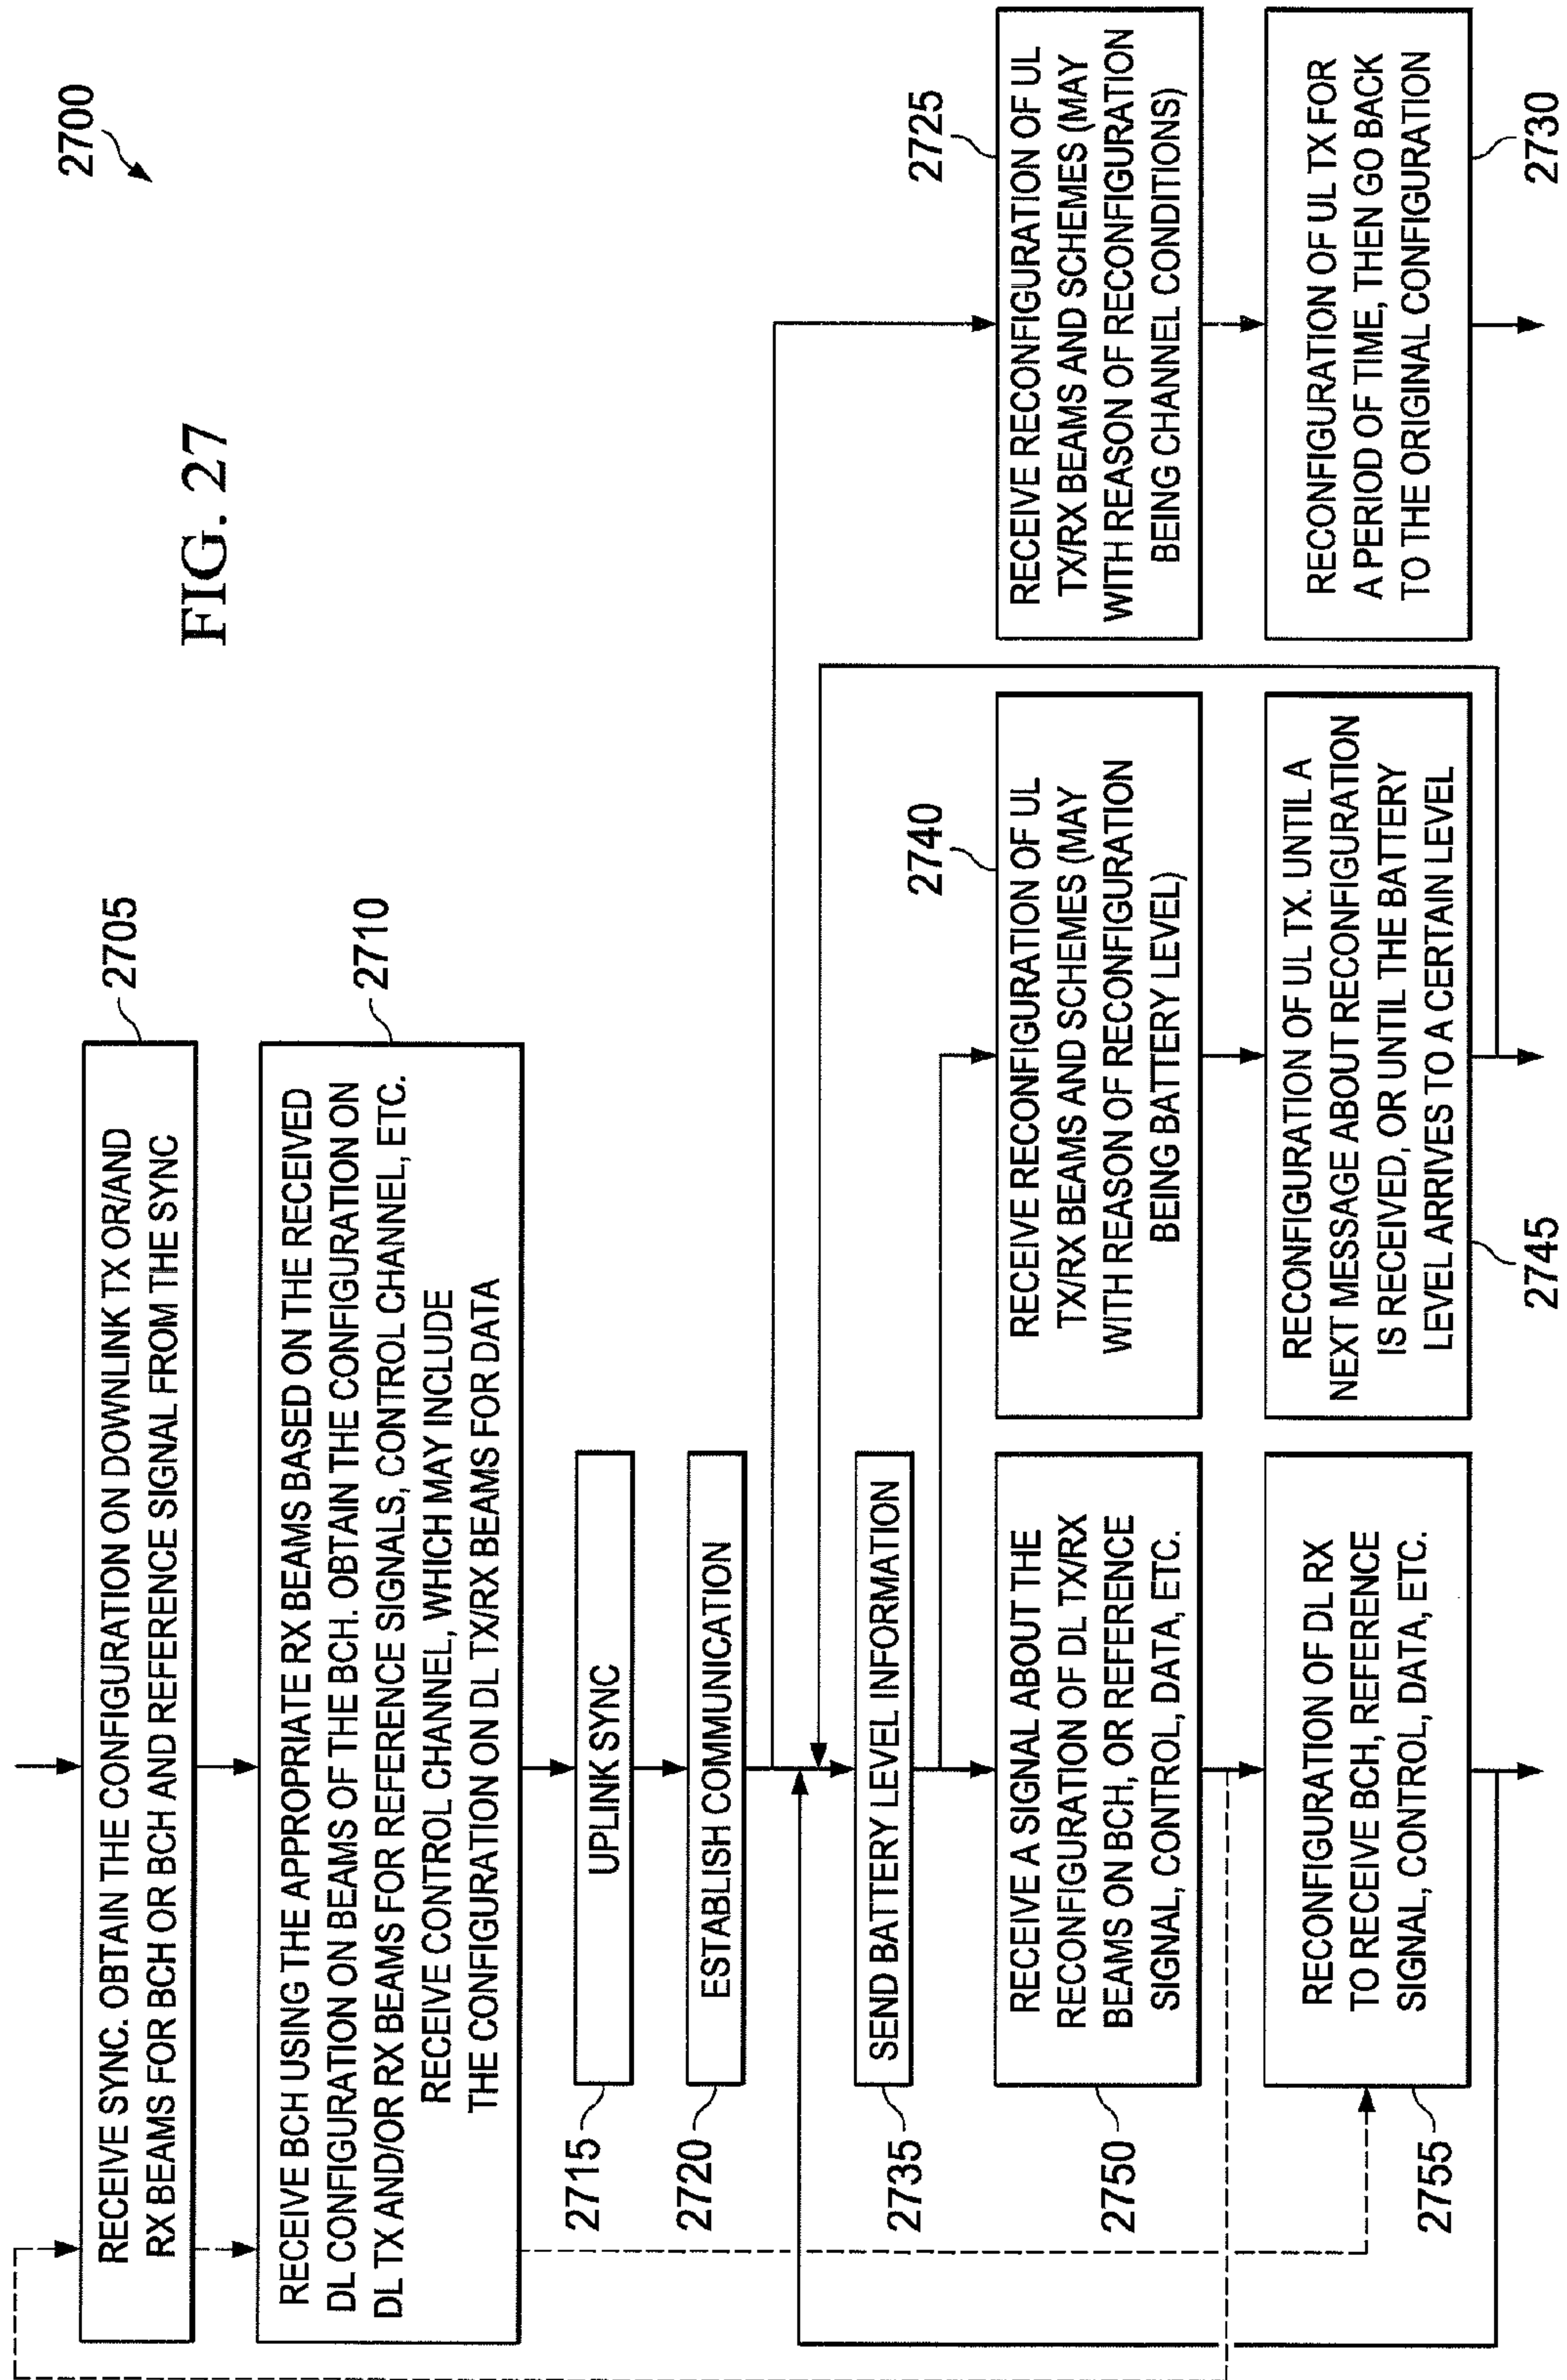 2700
FIG. 27
RECEIVE SYNC. OBTAIN THE CONFIGURATION ON DOWNLINK TX OR/AND
RX BEAMS FOR BCH OR BCH AND REFERENCE SIGNAL FROM THE SYNC
2705
RECEIVE BCH USING THE APPROPRIATE RX BEAMS BASED ON THE RECEIVED
DL CONFIGURATION ON BEAMS OF THE BCH. OBTAIN THE CONFIGURATION ON
DL TX AND/OR RX BEAMS FOR REFERENCE SIGNALS, CONTROL CHANNEL, ETC.
RECEIVE CONTROL CHANNEL, WHICH MAY INCLUDE
THE CONFIGURATION ON DL TX/RX BEAMS FOR DATA
2710
2715
UPLINK SYNC
2720
ESTABLISH COMMUNICATION
2735
SEND BATTERY LEVEL INFORMATION
2750
RECEIVE A SIGNAL ABOUT THE
RECONFIGURATION OF DL TX/RX
BEAMS ON BCH, OR REFERENCE
SIGNAL, CONTROL, DATA, ETC.
2755
RECONFIGURATION OF DL RX
TO RECEIVE BCH, REFERENCE
SIGNAL, CONTROL, DATA, ETC.
2740
RECEIVE RECONFIGURATION OF UL
TX/RX BEAMS AND SCHEMES (MAY
WITH REASON OF RECONFIGURATION
BEING BATTERY LEVEL)
RECONFIGURATION OF UL TX. UNTIL A
NEXT MESSAGE ABOUT RECONFIGURATION
IS RECEIVED, OR UNTIL THE BATTERY
LEVEL ARRIVES TO A CERTAIN LEVEL
2745
2725
RECEIVE RECONFIGURATION OF UL
TX/RX BEAMS AND SCHEMES (MAY
WITH REASON OF RECONFIGURATION
BEING CHANNEL CONDITIONS)
RECONFIGURATION OF UL TX FOR
A PERIOD OF TIME, THEN GO BACK
TO THE ORIGINAL CONFIGURATION
2730